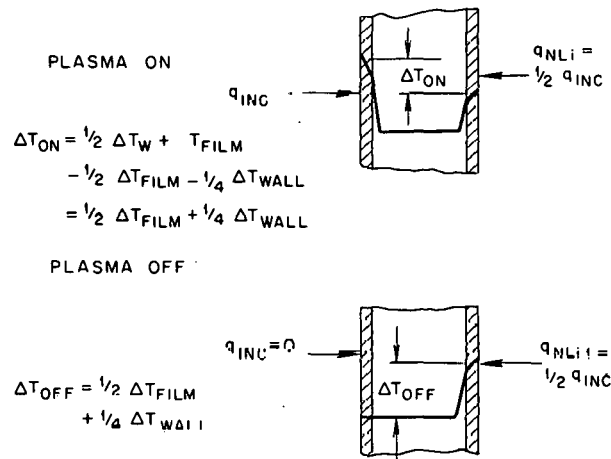 PLASMA ON
q_INC
ΔT_ON
q_NLi =
1/2 q_INC
ΔT_ON = 1/2 ΔT_W + T_FILM
- 1/2 ΔT_FILM - 1/4 ΔT_WALL
= 1/2 ΔT_FILM + 1/4 ΔT_WALL
PLASMA OFF
q_INC = 0
ΔT_OFF
q_NLi =
1/2 q_INC
ΔT_OFF = 1/2 ΔT_FILM
+ 1/4 ΔT_WALL